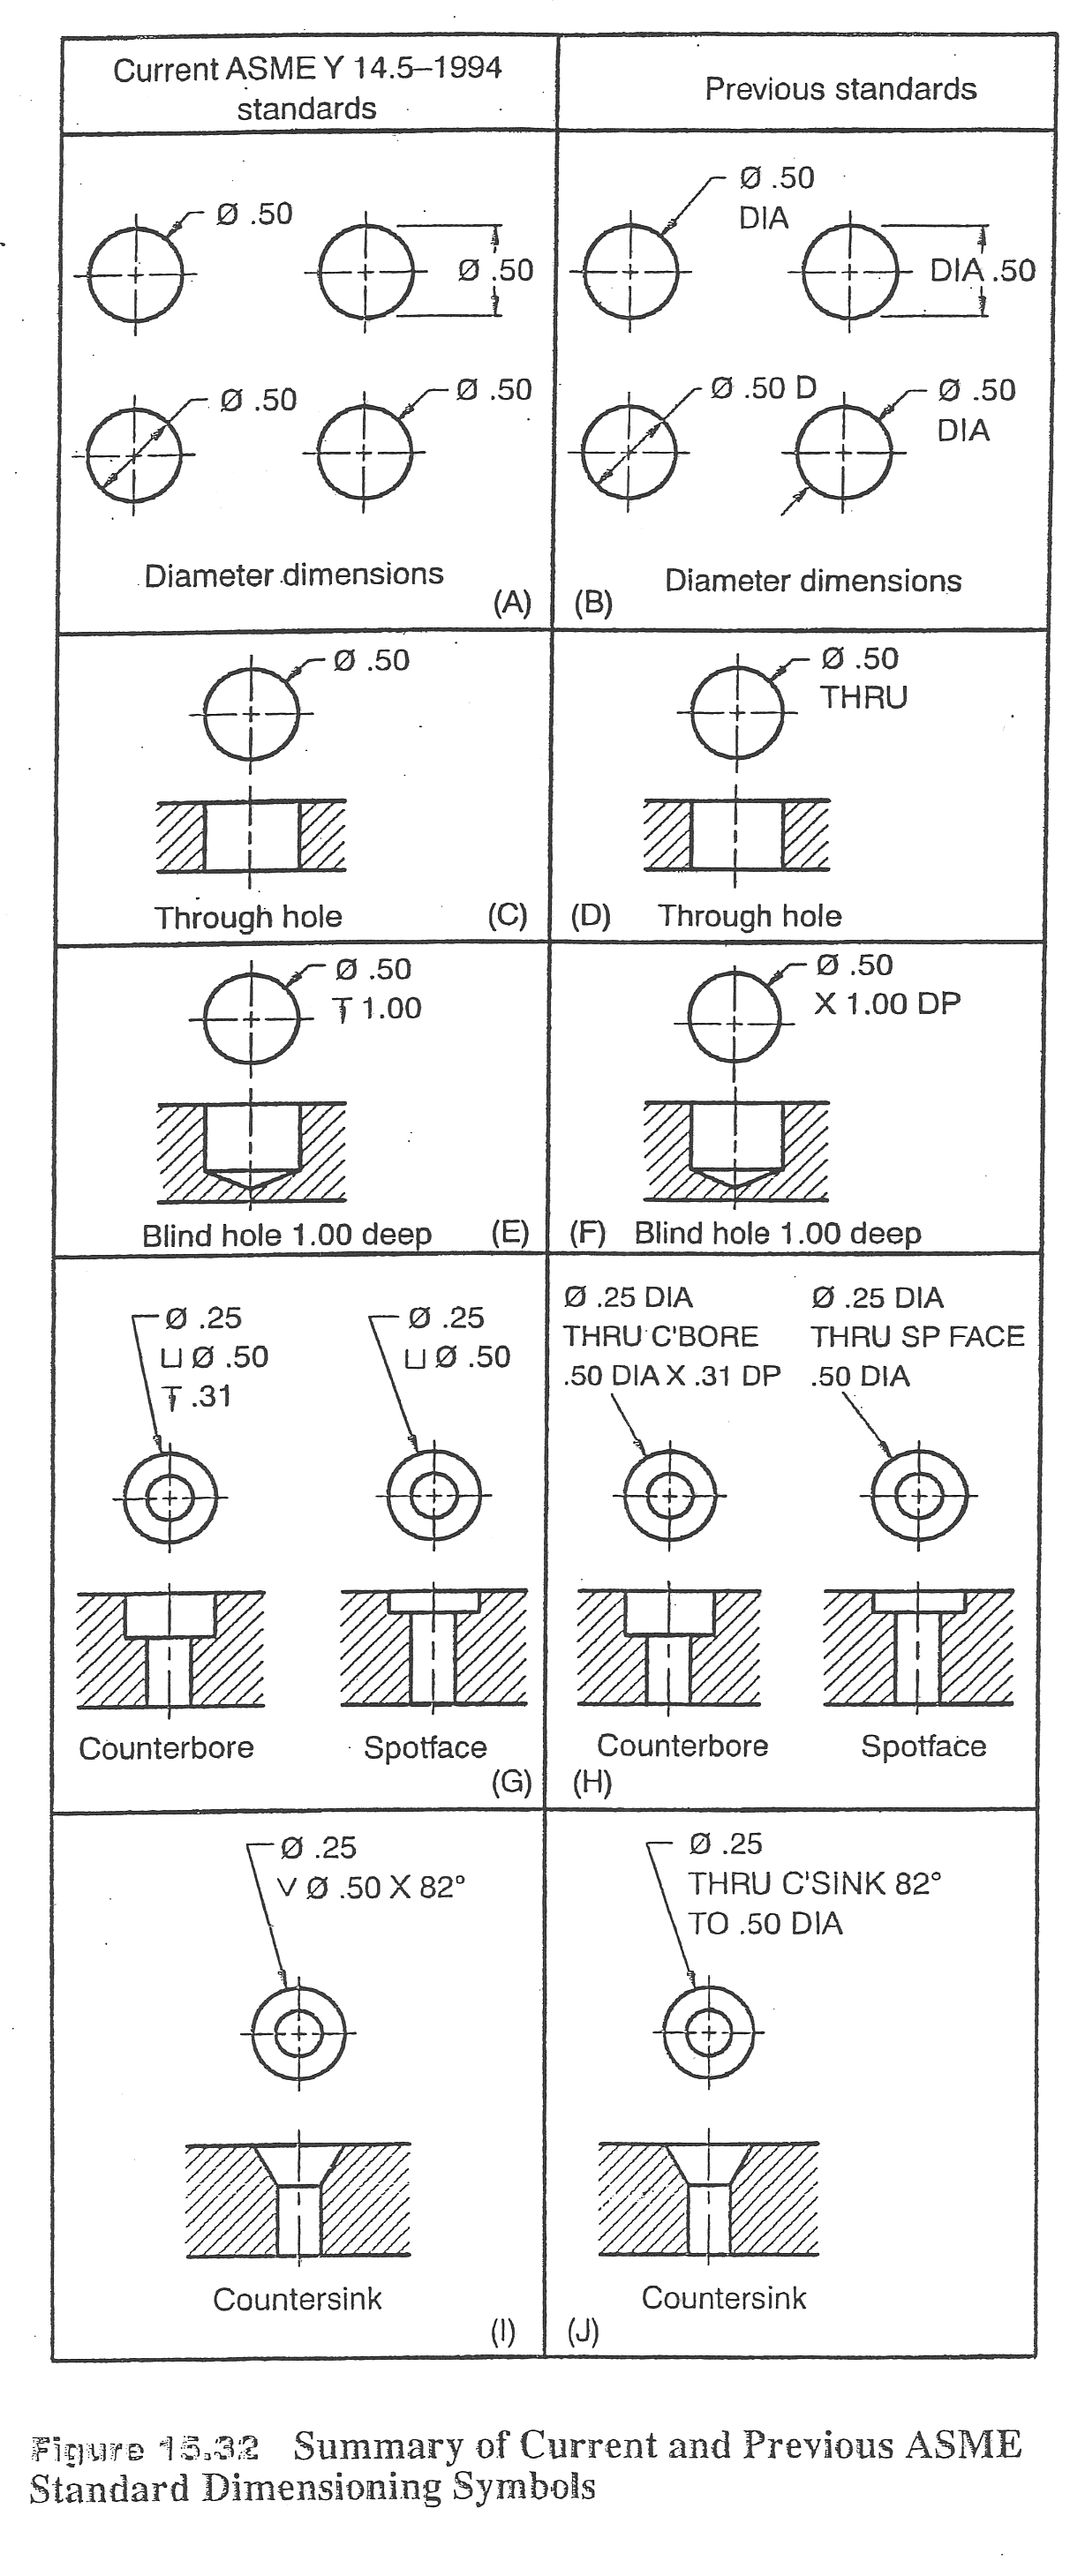 Current ASME Y 14.5–1994
standards
Previous standards
Ø .50
Ø .50
Ø .50
Ø .50
Diameter dimensions
(A)
Ø .50
DIA
DIA .50
Ø .50 D
Ø .50
DIA
(B)
Diameter dimensions
Ø .50
Through hole
(C)
Ø .50
THRU
(D)
Through hole
Ø .50
↧ 1.00
Blind hole 1.00 deep
(E)
Ø .50
X 1.00 DP
(F)
Blind hole 1.00 deep
Ø .25
⌴ Ø .50
↧ .31
Counterbore
Ø .25
⌴ Ø .50
Spotface
(G)
Ø .25 DIA
THRU C'BORE
.50 DIA X .31 DP
Counterbore
Ø .25 DIA
THRU SP FACE
.50 DIA
Spotface
(H)
Ø .25
⌵ Ø .50 X 82°
Countersink
(I)
Ø .25
THRU C'SINK 82°
TO .50 DIA
Countersink
(J)
Figure 15.32 Summary of Current and Previous ASME
Standard Dimensioning Symbols